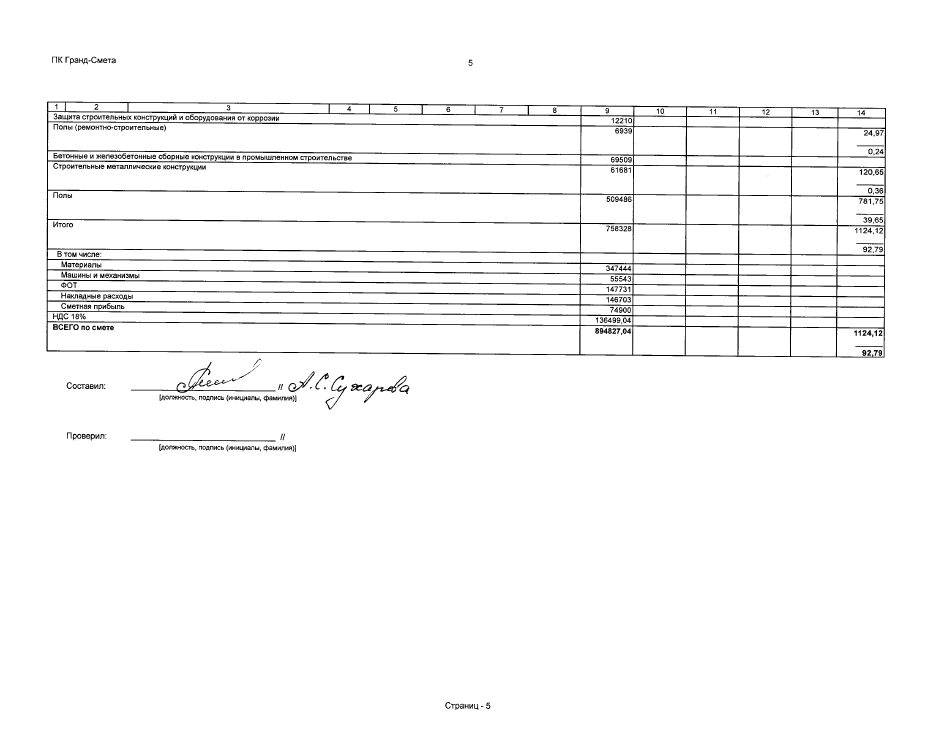 ПК Гранд-Смета
5
1 2 3 4 5 6 7 8 9 10 11 12 13 14
Защита строительных конструкций и оборудования от коррозии 12210
Полы (ремонтно-строительные) 6939 24,97
0,24
Бетонные и железобетонные сборные конструкции в промышленном строительстве 69509
Строительные металлические конструкции 61681 120,65
0,36
Полы 509486 781,75
39,65
Итого 758328 1124,12
92,79
В том числе:
Материалы 347444
Машины и механизмы 55543
ФОТ 147731
Накладные расходы 146703
Сметная прибыль 74900
НДС 18% 136499,04
ВСЕГО по смете 894827,04 1124,12
92,79
Составил: // А.С. Сухарова
[должность, подпись (инициалы, фамилия)]
Проверил: //
[должность, подпись (инициалы, фамилия)]
Страниц - 5